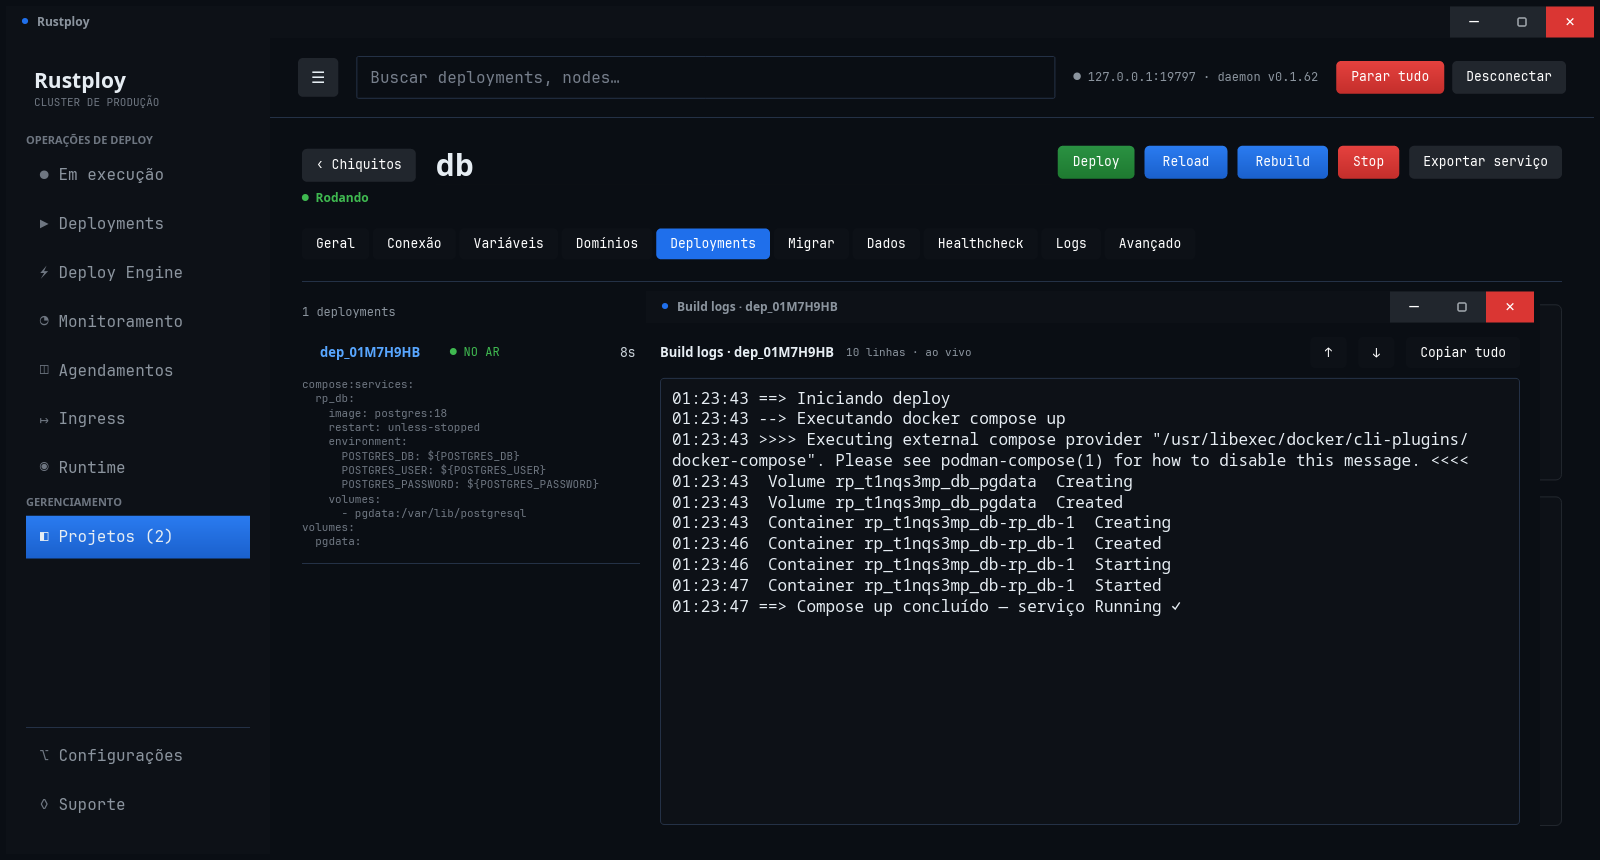 Rustploy
Rustploy
CLUSTER DE PRODUÇÃO
OPERAÇÕES DE DEPLOY
Em execução
Deployments
Deploy Engine
Monitoramento
Agendamentos
Ingress
Runtime
GERENCIAMENTO
Projetos (2)
Configurações
Suporte
Buscar deployments, nodes…
127.0.0.1:19797 · daemon v0.1.62
Parar tudo
Desconectar
‹ Chiquitos
db
Rodando
Deploy
Reload
Rebuild
Stop
Exportar serviço
Geral
Conexão
Variáveis
Domínios
Deployments
Migrar
Dados
Healthcheck
Logs
Avançado
1 deployments
dep_01M7H9HB
NO AR
8s
compose:services:
rp_db:
image: postgres:18
restart: unless-stopped
environment:
POSTGRES_DB: ${POSTGRES_DB}
POSTGRES_USER: ${POSTGRES_USER}
POSTGRES_PASSWORD: ${POSTGRES_PASSWORD}
volumes:
- pgdata:/var/lib/postgresql
volumes:
pgdata:
Build logs · dep_01M7H9HB
Build logs · dep_01M7H9HB
10 linhas · ao vivo
↑
↓
Copiar tudo
01:23:43 ==> Iniciando deploy
01:23:43 --> Executando docker compose up
01:23:43 >>>> Executing external compose provider "/usr/libexec/docker/cli-plugins/
docker-compose". Please see podman-compose(1) for how to disable this message. <<<<
01:23:43  Volume rp_t1nqs3mp_db_pgdata  Creating
01:23:43  Volume rp_t1nqs3mp_db_pgdata  Created
01:23:43  Container rp_t1nqs3mp_db-rp_db-1  Creating
01:23:46  Container rp_t1nqs3mp_db-rp_db-1  Created
01:23:46  Container rp_t1nqs3mp_db-rp_db-1  Starting
01:23:47  Container rp_t1nqs3mp_db-rp_db-1  Started
01:23:47 ==> Compose up concluído — serviço Running ✓